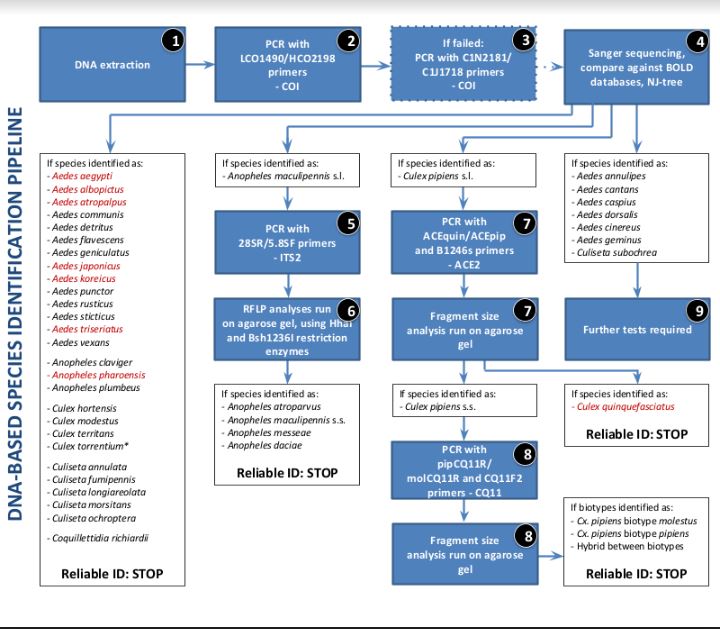 DNA-BASED SPECIES IDENTIFICATION PIPELINE
1
DNA extraction
2
PCR with
LCO1490/HCO2198
primers
- COI
3
If failed:
PCR with C1N2181/
C1J1718 primers
- COI
4
Sanger sequencing,
compare against BOLD
databases, NJ-tree
If species identified as:
- Aedes aegypti
- Aedes albopictus
- Aedes atropalpus
- Aedes communis
- Aedes detritus
- Aedes flavescens
- Aedes geniculatus
- Aedes japonicus
- Aedes koreicus
- Aedes punctor
- Aedes rusticus
- Aedes sticticus
- Aedes triseriatus
- Aedes vexans
- Anopheles claviger
- Anopheles pharoensis
- Anopheles plumbeus
- Culex hortensis
- Culex modestus
- Culex territans
- Culex torrentium*
- Culiseta annulata
- Culiseta fumipennis
- Culiseta longiareolata
- Culiseta morsitans
- Culiseta ochroptera
- Coquillettidia richiardii
Reliable ID: STOP
If species identified as:
- Anopheles maculipennis s.l.
5
PCR with
28SR/5.8SF primers
- ITS2
6
RFLP analyses run
on agarose gel, using HhaI
and Bsh1236I restriction
enzymes
If species identified as:
- Anopheles atroparvus
- Anopheles maculipennis s.s.
- Anopheles messeae
- Anopheles daciae
Reliable ID: STOP
If species identified as:
- Culex pipiens s.l.
7
PCR with
ACEquin/ACEpip
and B1246s primers
- ACE2
7
Fragment size
analysis run on agarose
gel
If species identified as:
- Culex pipiens s.s.
8
PCR with
pipCQ11R/
molCQ11R and CQ11F2
primers - CQ11
8
Fragment size
analysis run on agarose
gel
If species identified as:
- Aedes annulipes
- Aedes cantans
- Aedes caspius
- Aedes dorsalis
- Aedes cinereus
- Aedes geminus
- Culiseta subochrea
9
Further tests required
If species identified as:
- Culex quinquefasciatus
Reliable ID: STOP
If biotypes identified as:
- Cx. pipiens biotype molestus
- Cx. pipiens biotype pipiens
- Hybrid between biotypes
Reliable ID: STOP